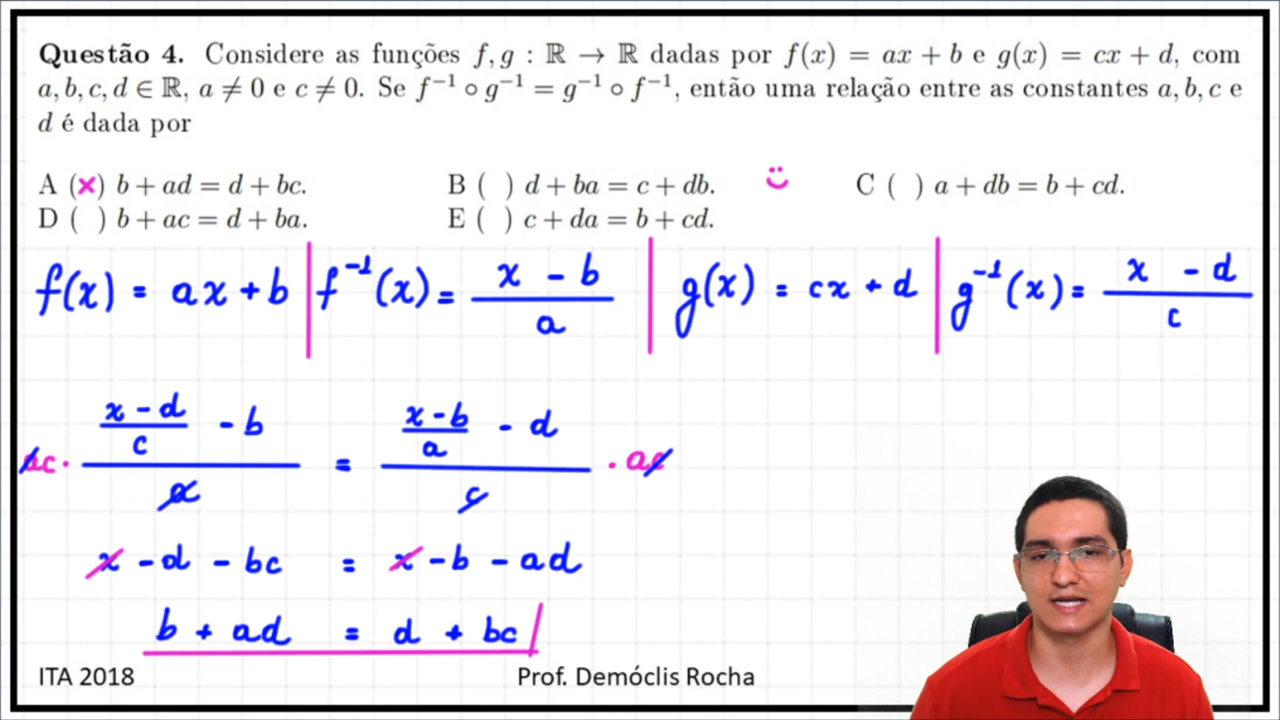 Questão 4. Considere as funções f, g : ℝ → ℝ dadas por f(x) = ax + b e g(x) = cx + d, com
a, b, c, d ∈ ℝ, a ≠ 0 e c ≠ 0. Se f⁻¹ ∘ g⁻¹ = g⁻¹ ∘ f⁻¹, então uma relação entre as constantes a, b, c e
d é dada por
A (x) b + ad = d + bc. B ( ) d + ba = c + db. C ( ) a + db = b + cd.
D ( ) b + ac = d + ba. E ( ) c + da = b + cd.
f(x) = ax + b | f⁻¹(x) = (x - b)/a | g(x) = cx + d | g⁻¹(x) = (x - d)/c
ac · ((x - d)/c - b)/a = ((x - b)/a - d)/c · ac
x - d - bc = x - b - ad
b + ad = d + bc
ITA 2018 Prof. Demóclis Rocha